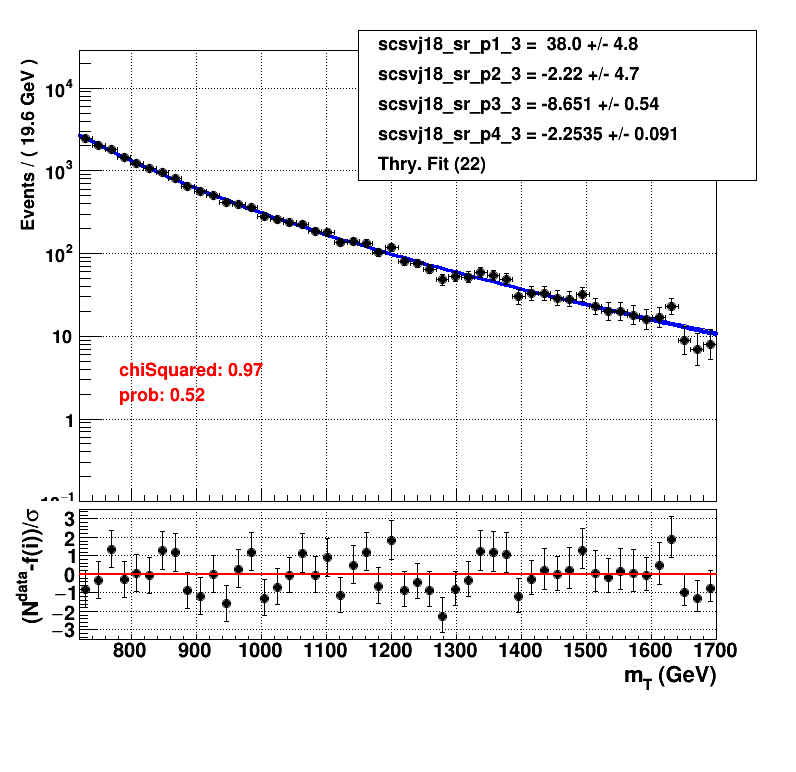 scsvj18_sr_p1_3 = 38.0 +/- 4.8
scsvj18_sr_p2_3 = -2.22 +/- 4.7
scsvj18_sr_p3_3 = -8.651 +/- 0.54
scsvj18_sr_p4_3 = -2.2535 +/- 0.091
Thry. Fit (22)
Events / ( 19.6 GeV )
10⁴
10³
10²
10
1
10⁻¹
chiSquared: 0.97
prob: 0.52
(N^data-f(i))/σ
3
2
1
0
−1
−2
−3
800 900 1000 1100 1200 1300 1400 1500 1600 1700
m_T (GeV)